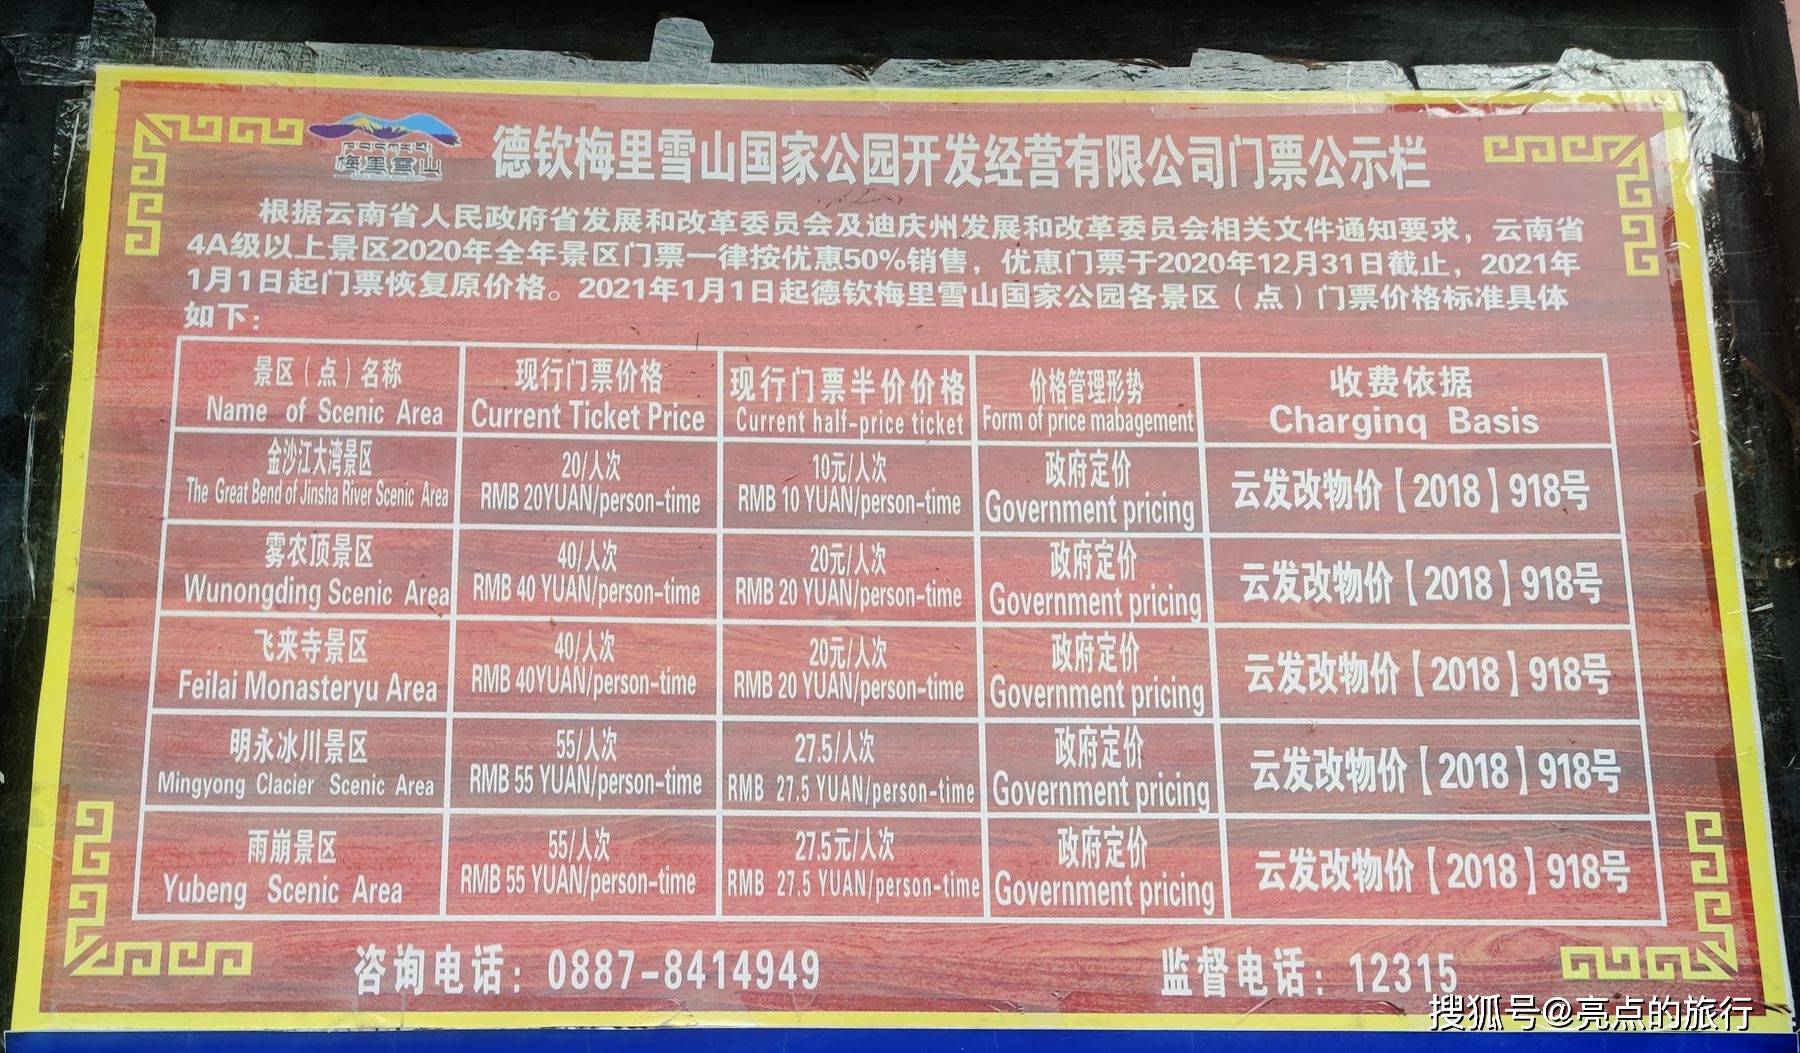 梅里雪山
德钦梅里雪山国家公园开发经营有限公司门票公示栏
根据云南省人民政府省发展和改革委员会及迪庆州发展和改革委员会相关文件通知要求，云南省
4A级以上景区2020年全年景区门票一律按优惠50%销售，优惠门票于2020年12月31日截止，2021年
1月1日起门票恢复原价格。2021年1月1日起德钦梅里雪山国家公园各景区（点）门票价格标准具体
如下：
景区（点）名称 现行门票价格 现行门票半价价格 价格管理形势 收费依据
Name of Scenic Area Current Ticket Price Current half-price ticket Form of price mabagement Charginq Basis
金沙江大湾景区 20/人次 10元/人次 政府定价 云发改物价【2018】918号
The Great Bend of Jinsha River Scenic Area RMB 20YUAN/person-time RMB 10 YUAN/person-time Government pricing
雾农顶景区 40/人次 20元/人次 政府定价 云发改物价【2018】918号
Wunongding Scenic Area RMB 40 YUAN/person-time RMB 20 YUAN/person-time Government pricing
飞来寺景区 40/人次 20元/人次 政府定价 云发改物价【2018】918号
Feilai Monasteryu Area RMB 40YUAN/person-time RMB 20 YUAN/person-time Government pricing
明永冰川景区 55/人次 27.5/人次 政府定价 云发改物价【2018】918号
Mingyong Clacier Scenic Area RMB 55 YUAN/person-time RMB 27.5 YUAN/person-time Government pricing
雨崩景区 55/人次 27.5元/人次 政府定价 云发改物价【2018】918号
Yubeng Scenic Area RMB 55 YUAN/person-time RMB 27.5 YUAN/person-time Government pricing
咨询电话：0887-8414949 监督电话：12315
搜狐号@亮点的旅行